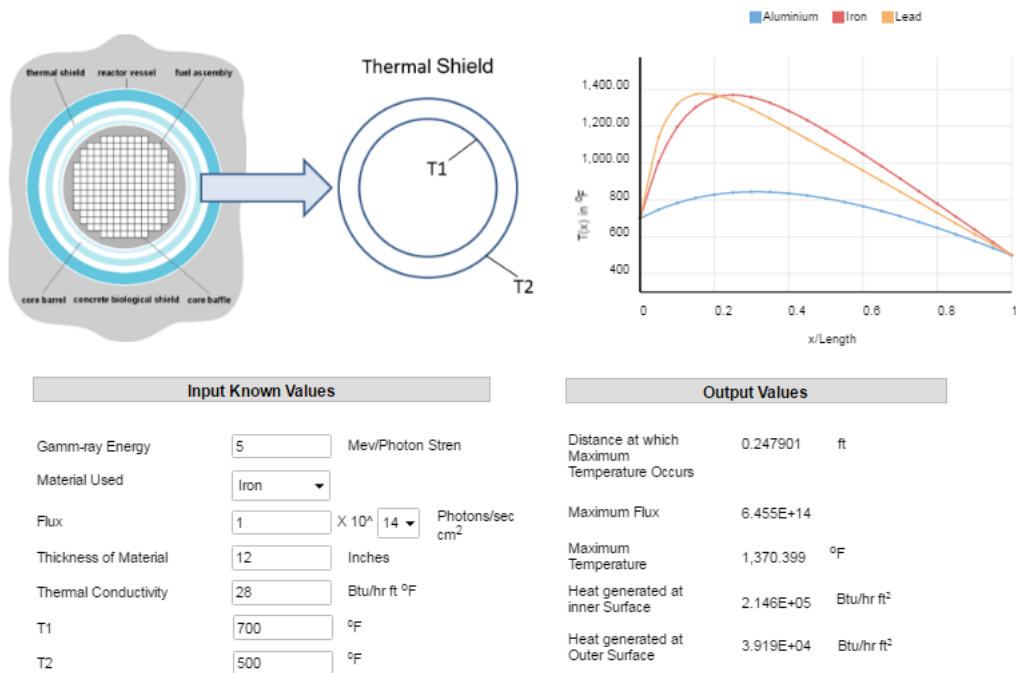 thermal shield reactor vessel fuel assembly
core barrel concrete biological shield core baffle
Thermal Shield
T1
T2
Aluminium Iron Lead
1,400.00
1,200.00
1,000.00
800
600
400
T(x) in ⁰F
0 0.2 0.4 0.6 0.8 1
x/Length
Input Known Values
Gamm-ray Energy 5 Mev/Photon Stren
Material Used Iron
Flux 1 X 10^ 14 Photons/sec
cm²
Thickness of Material 12 Inches
Thermal Conductivity 28 Btu/hr ft ⁰F
T1 700 ⁰F
T2 500 ⁰F
Output Values
Distance at which
Maximum
Temperature Occurs
0.247901 ft
Maximum Flux 6.455E+14
Maximum
Temperature
1,370.399 ⁰F
Heat generated at
inner Surface
2.146E+05 Btu/hr ft²
Heat generated at
Outer Surface
3.919E+04 Btu/hr ft²